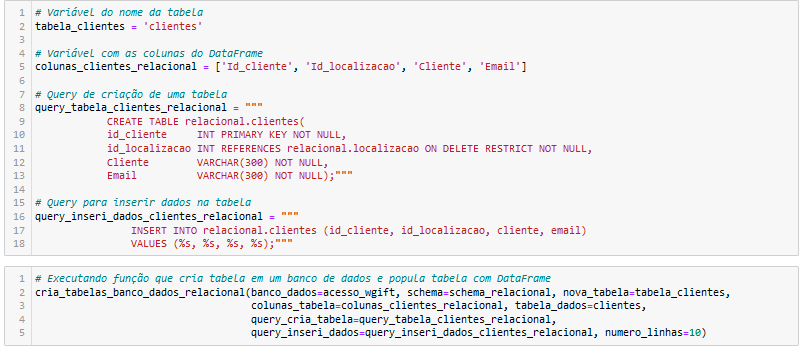 1 # Variável do nome da tabela
2 tabela_clientes = 'clientes'
3
4 # Variável com as colunas do DataFrame
5 colunas_clientes_relacional = ['Id_cliente', 'Id_localizacao', 'Cliente', 'Email']
6
7 # Query de criação de uma tabela
8 query_tabela_clientes_relacional = """
9 CREATE TABLE relacional.clientes(
10 id_cliente INT PRIMARY KEY NOT NULL,
11 id_localizacao INT REFERENCES relacional.localizacao ON DELETE RESTRICT NOT NULL,
12 Cliente VARCHAR(300) NOT NULL,
13 Email VARCHAR(300) NOT NULL);"""
14
15 # Query para inserir dados na tabela
16 query_inseri_dados_clientes_relacional = """
17 INSERT INTO relacional.clientes (id_cliente, id_localizacao, cliente, email)
18 VALUES (%s, %s, %s, %s);"""
1 # Executando função que cria tabela em um banco de dados e popula tabela com DataFrame
2 cria_tabelas_banco_dados_relacional(banco_dados=acesso_wgift, schema=schema_relacional, nova_tabela=tabela_clientes,
3 colunas_tabela=colunas_clientes_relacional, tabela_dados=clientes,
4 query_cria_tabela=query_tabela_clientes_relacional,
5 query_inseri_dados=query_inseri_dados_clientes_relacional, numero_linhas=10)